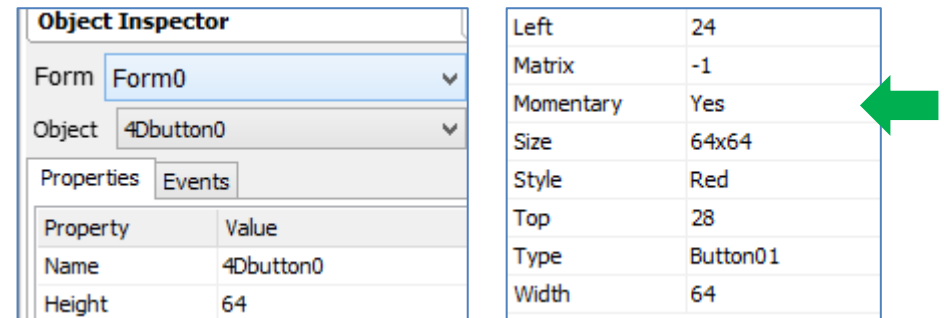 Object Inspector
Form Form0
Object 4Dbutton0
Properties Events
Property Value
Name 4Dbutton0
Height 64
Left 24
Matrix -1
Momentary Yes
Size 64x64
Style Red
Top 28
Type Button01
Width 64